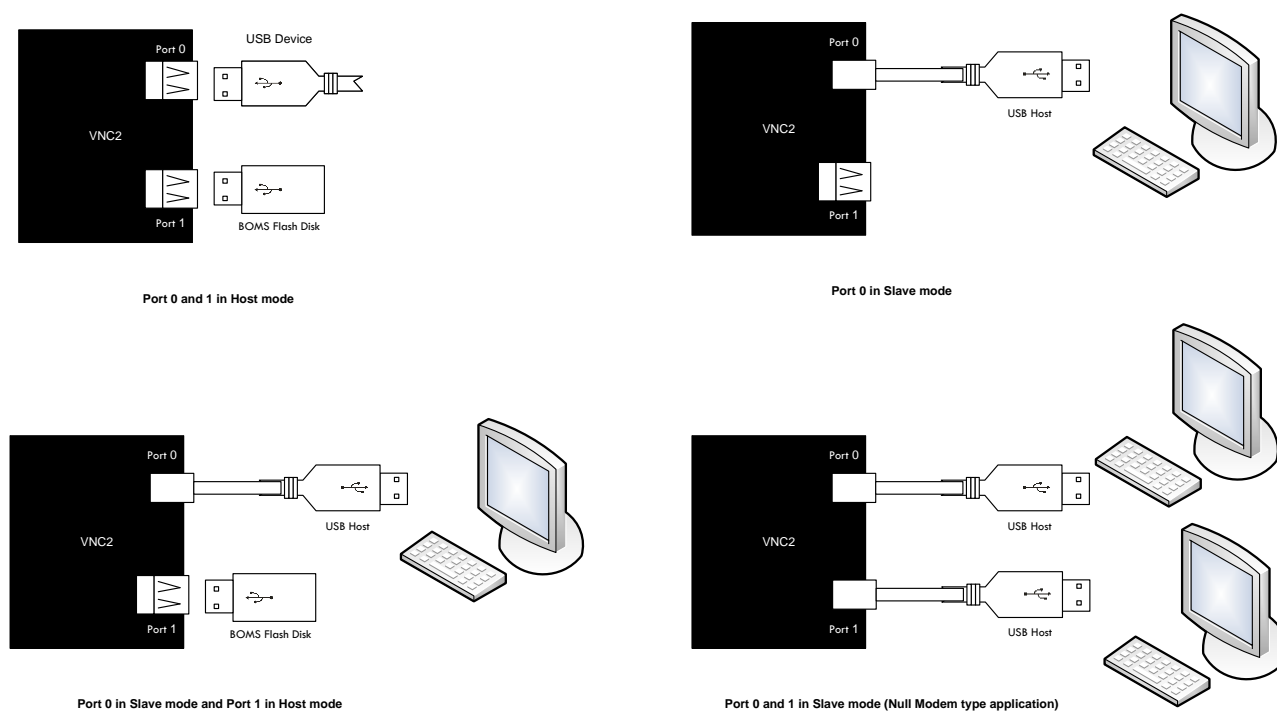 Port 0
USB Device
VNC2
Port 1
BOMS Flash Disk
Port 0 and 1 in Host mode
Port 0
USB Host
VNC2
Port 1
Port 0 in Slave mode
Port 0
USB Host
VNC2
Port 1
BOMS Flash Disk
Port 0 in Slave mode and Port 1 in Host mode
Port 0
USB Host
VNC2
Port 1
USB Host
Port 0 and 1 in Slave mode (Null Modem type application)